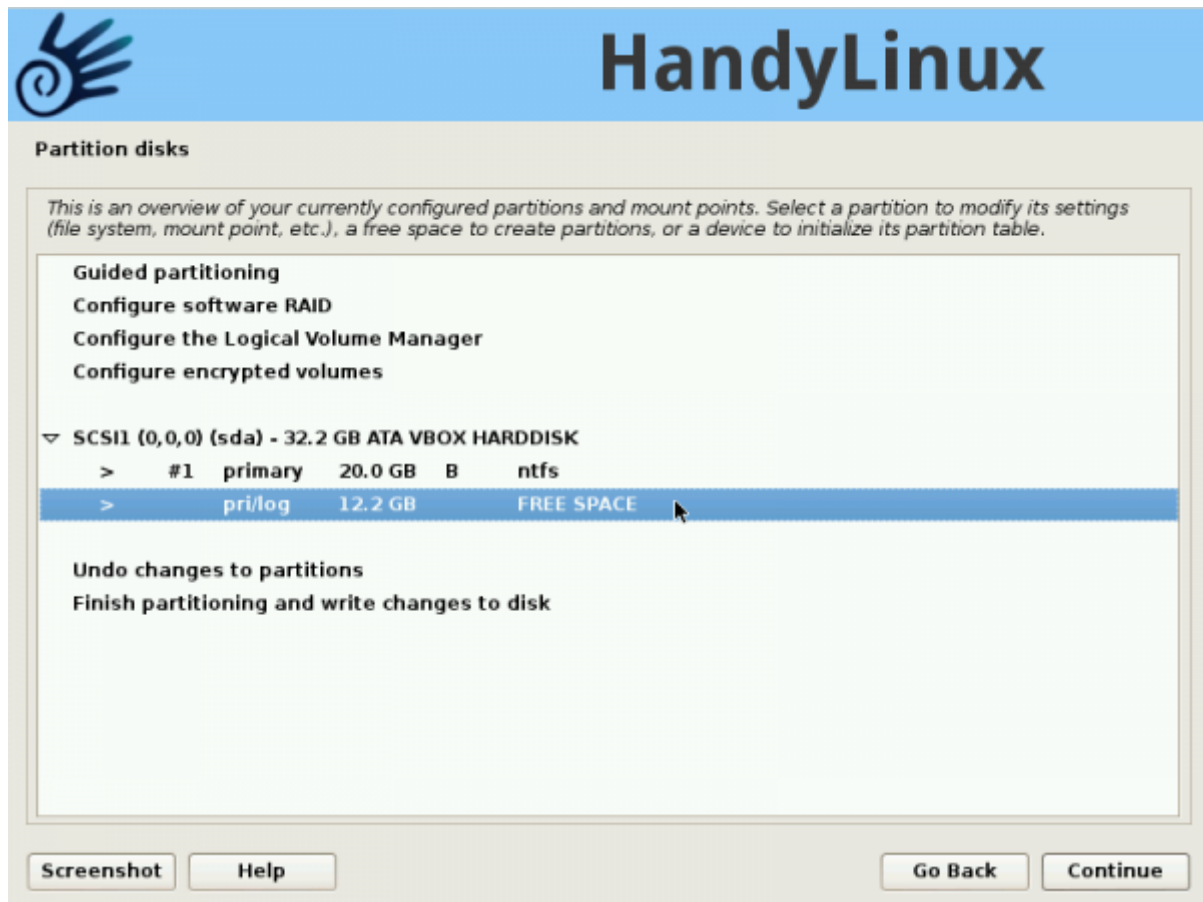 HandyLinux
Partition disks
This is an overview of your currently configured partitions and mount points. Select a partition to modify its settings
(file system, mount point, etc.), a free space to create partitions, or a device to initialize its partition table.
Guided partitioning
Configure software RAID
Configure the Logical Volume Manager
Configure encrypted volumes
SCSI1 (0,0,0) (sda) - 32.2 GB ATA VBOX HARDDISK
> #1 primary 20.0 GB B ntfs
> pri/log 12.2 GB FREE SPACE
Undo changes to partitions
Finish partitioning and write changes to disk
Screenshot Help Go Back Continue